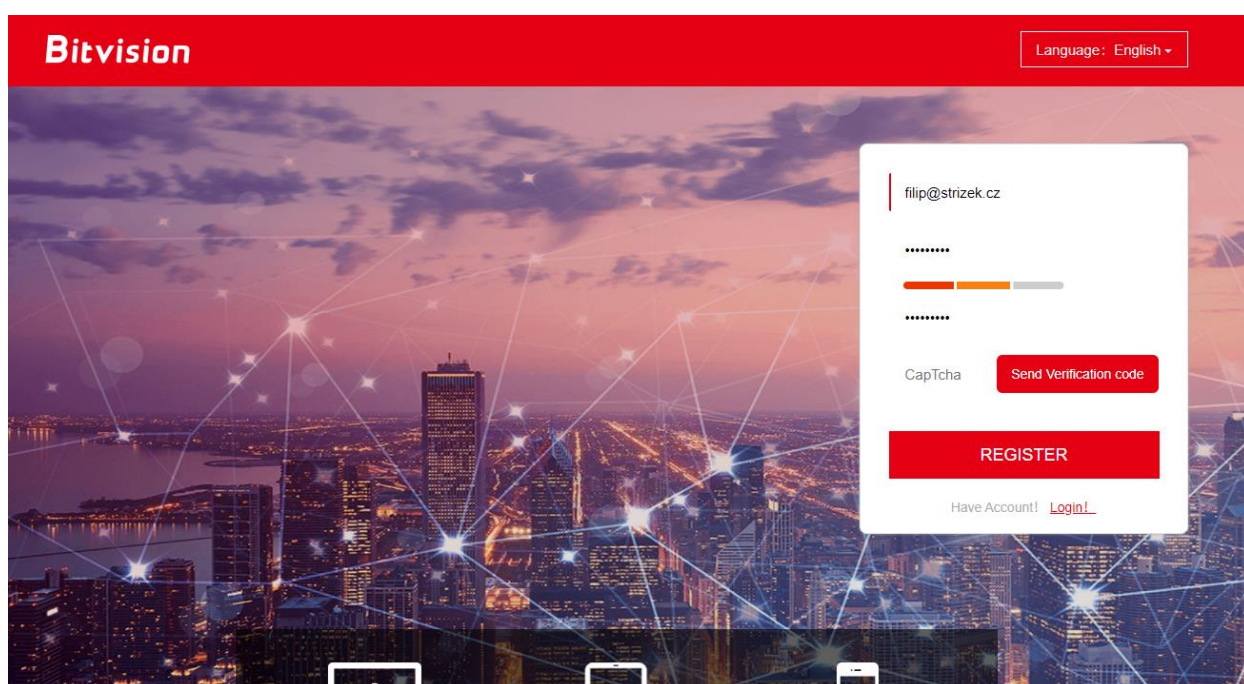 Bitvision
Language： English
filip@strizek.cz
•••••••••
•••••••••
CapTcha
Send Verification code
REGISTER
Have Account！ Login！